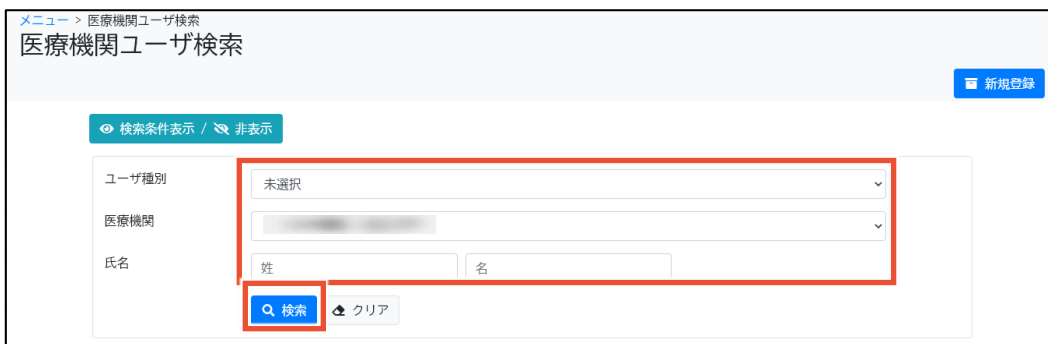 メニュー > 医療機関ユーザ検索
医療機関ユーザ検索
新規登録
検索条件表示 / 非表示
ユーザ種別 未選択
医療機関
氏名 姓 名
検索 クリア